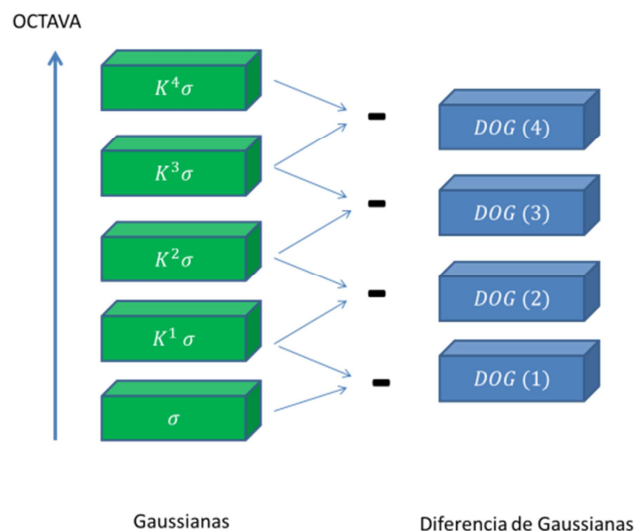 OCTAVA
K⁴σ
K³σ
K²σ
K¹ σ
σ
-
-
-
-
DOG (4)
DOG (3)
DOG (2)
DOG (1)
Gaussianas
Diferencia de Gaussianas